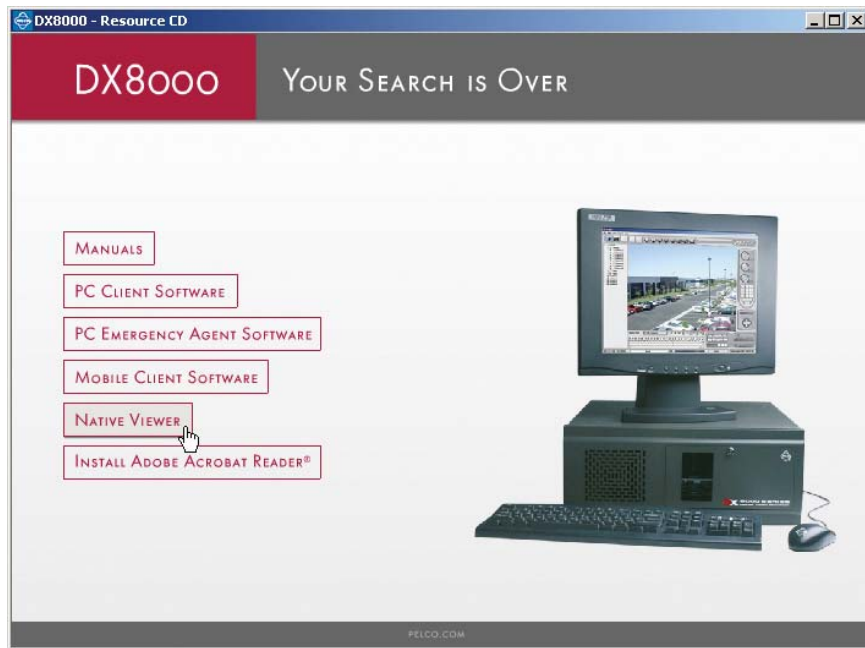 DX8000 - Resource CD
DX8000
YOUR SEARCH IS OVER
MANUALS
PC CLIENT SOFTWARE
PC EMERGENCY AGENT SOFTWARE
MOBILE CLIENT SOFTWARE
NATIVE VIEWER
INSTALL ADOBE ACROBAT READER®
PELCO.COM